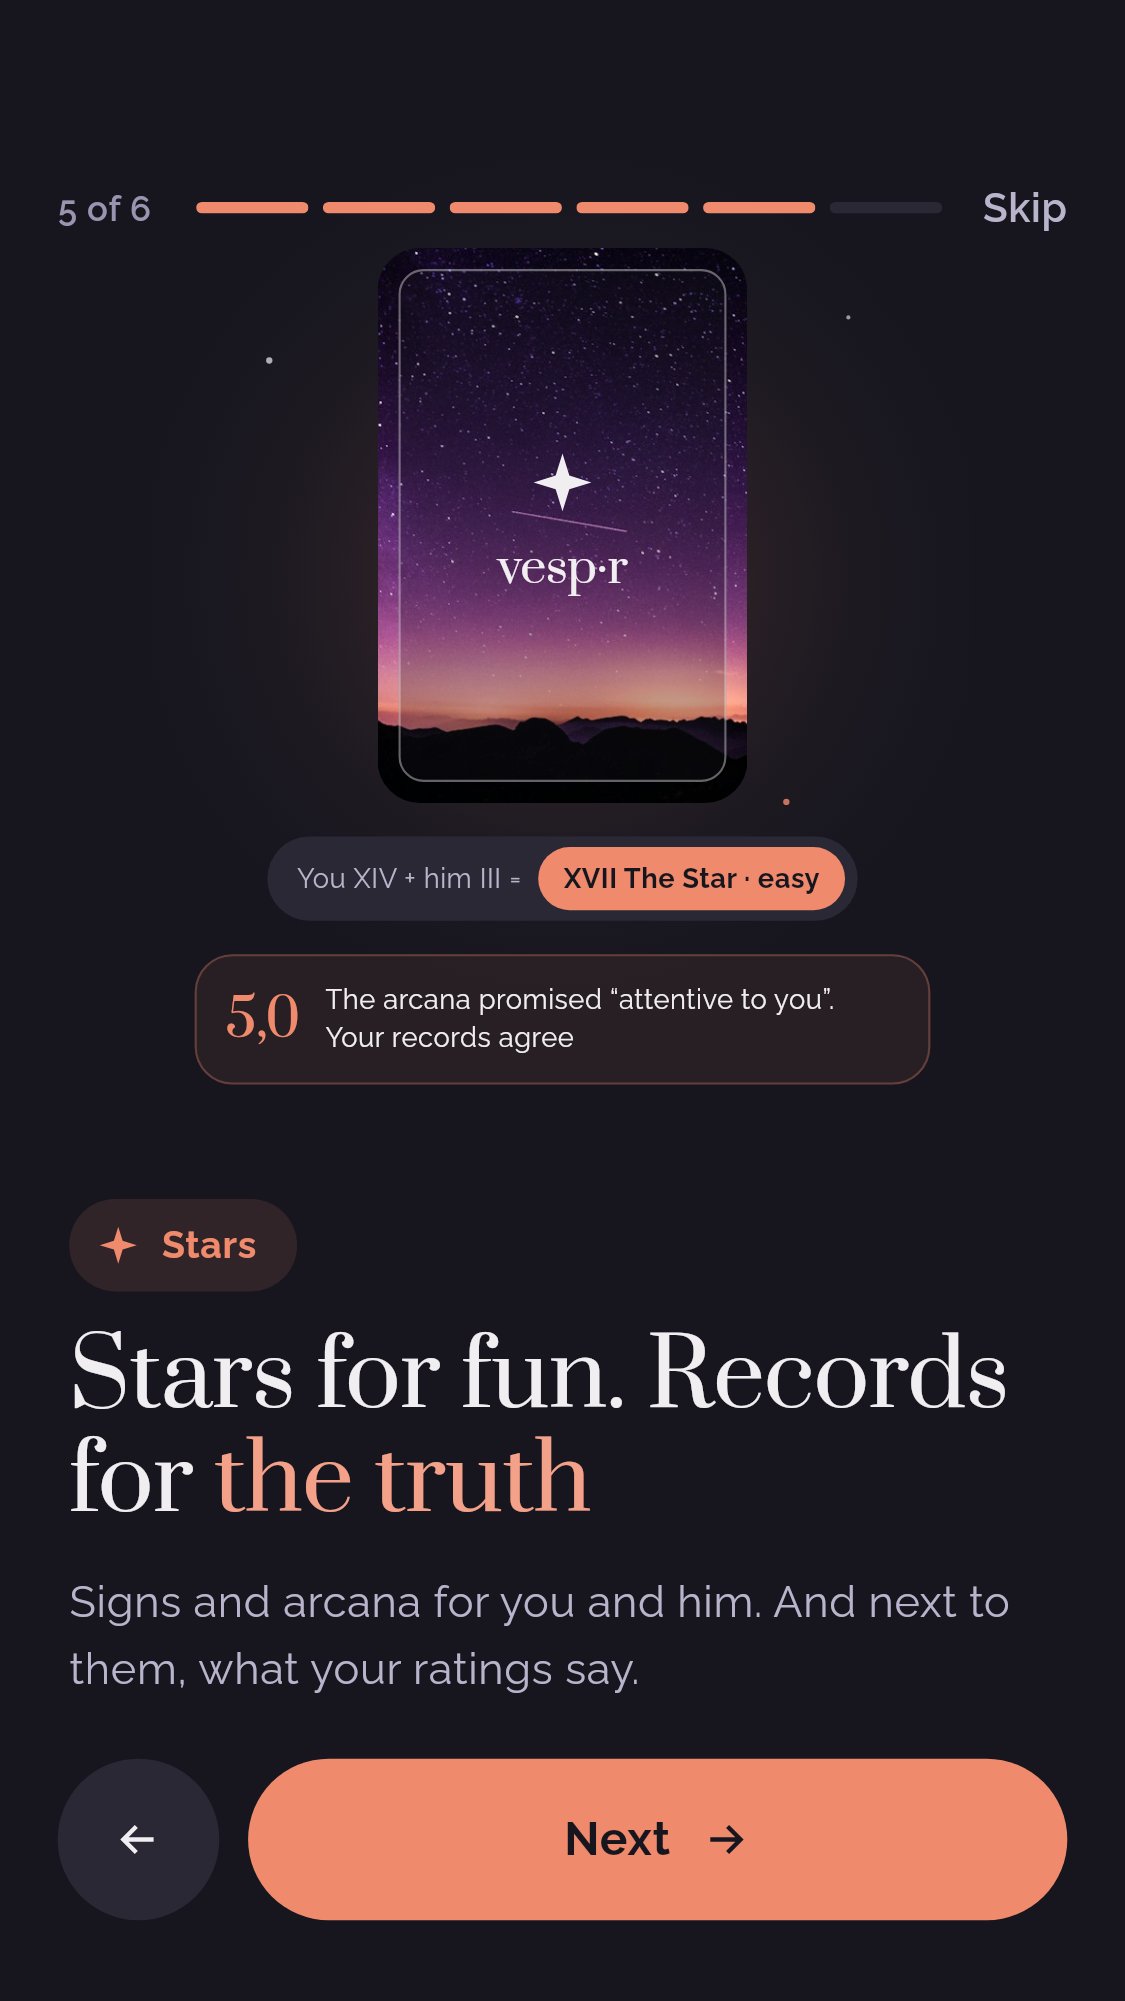 5 of 6
Skip
vesp·r
You XIV + him III =
XVII The Star · easy
5,0
The arcana promised “attentive to you”.
Your records agree
Stars
Stars for fun. Records
for the truth
Signs and arcana for you and him. And next to
them, what your ratings say.
Next